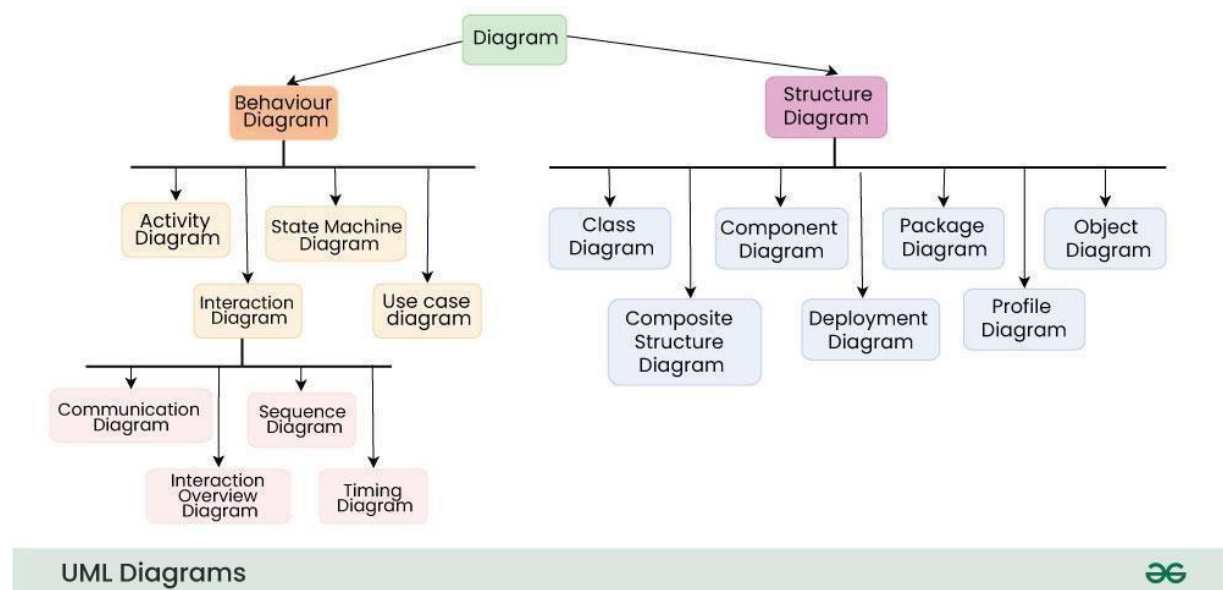 Diagram
Behaviour
Diagram
Structure
Diagram
Activity
Diagram
State Machine
Diagram
Interaction
Diagram
Use case
diagram
Communication
Diagram
Sequence
Diagram
Interaction
Overview
Diagram
Timing
Diagram
Class
Diagram
Component
Diagram
Package
Diagram
Object
Diagram
Composite
Structure
Diagram
Deployment
Diagram
Profile
Diagram
UML Diagrams